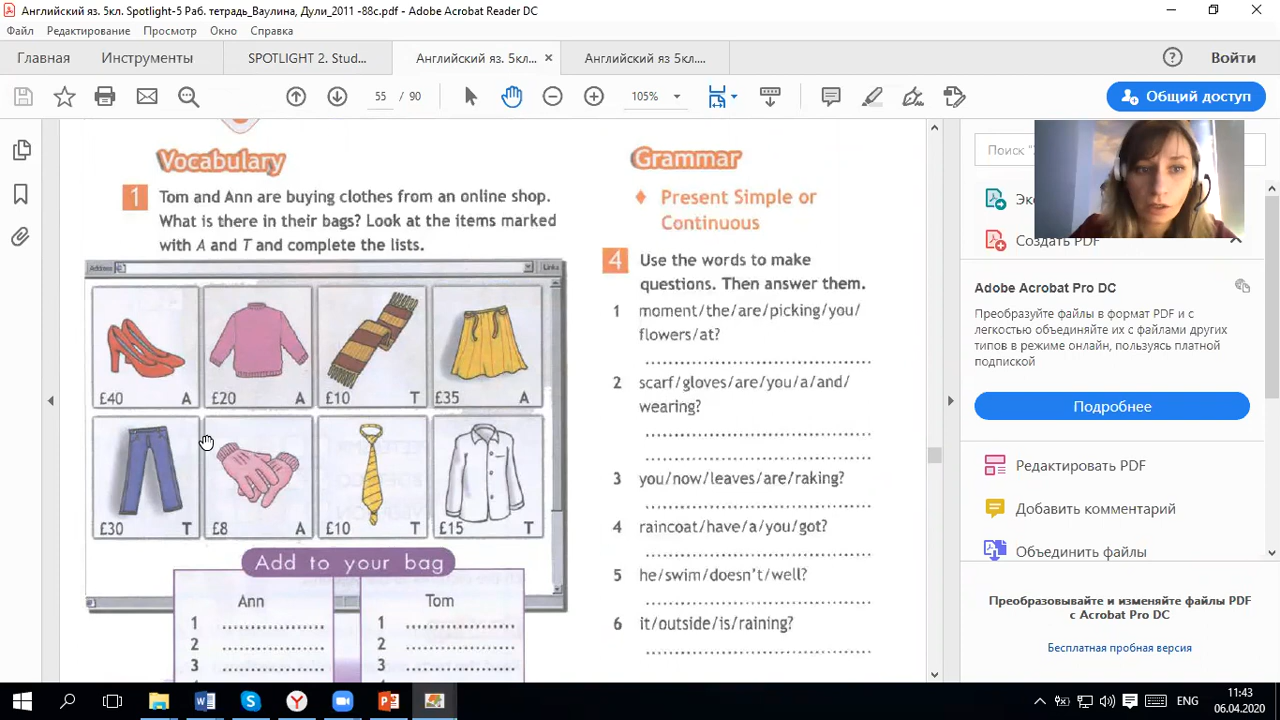 Английский яз. 5кл. Spotlight-5 Раб. тетрадь_Ваулина, Дули_2011 -88с.pdf - Adobe Acrobat Reader DC
Файл Редактирование Просмотр Окно Справка
Главная Инструменты SPOTLIGHT 2. Stud... Английский яз. 5кл... × Английский яз 5кл.... Войти
55 / 90 105% Общий доступ
Vocabulary
1 Tom and Ann are buying clothes from an online shop.
What is there in their bags? Look at the items marked
with A and T and complete the lists.
Address Links
£40 A £20 A £10 T £35 A
£30 T £8 A £10 T £15 T
Add to your bag
Ann Tom
1 .................... 1 ....................
2 .................... 2 ....................
3 .................... 3 ....................
Grammar
♦ Present Simple or
Continuous
4 Use the words to make
questions. Then answer them.
1 moment/the/are/picking/you/
flowers/at?
..........................................
2 scarf/gloves/are/you/a/and/
wearing?
..........................................
..........................................
3 you/now/leaves/are/raking?
..........................................
4 raincoat/have/a/you/got?
..........................................
5 he/swim/doesn't/well?
..........................................
6 it/outside/is/raining?
..........................................
Создать PDF
Adobe Acrobat Pro DC
Преобразуйте файлы в формат PDF и с
легкостью объединяйте их с файлами других
типов в режиме онлайн, пользуясь платной
подпиской
Подробнее
Редактировать PDF
Добавить комментарий
Объединить файлы
Преобразовывайте и изменяйте файлы PDF
с Acrobat Pro DC
Бесплатная пробная версия
ENG 11:43
06.04.2020